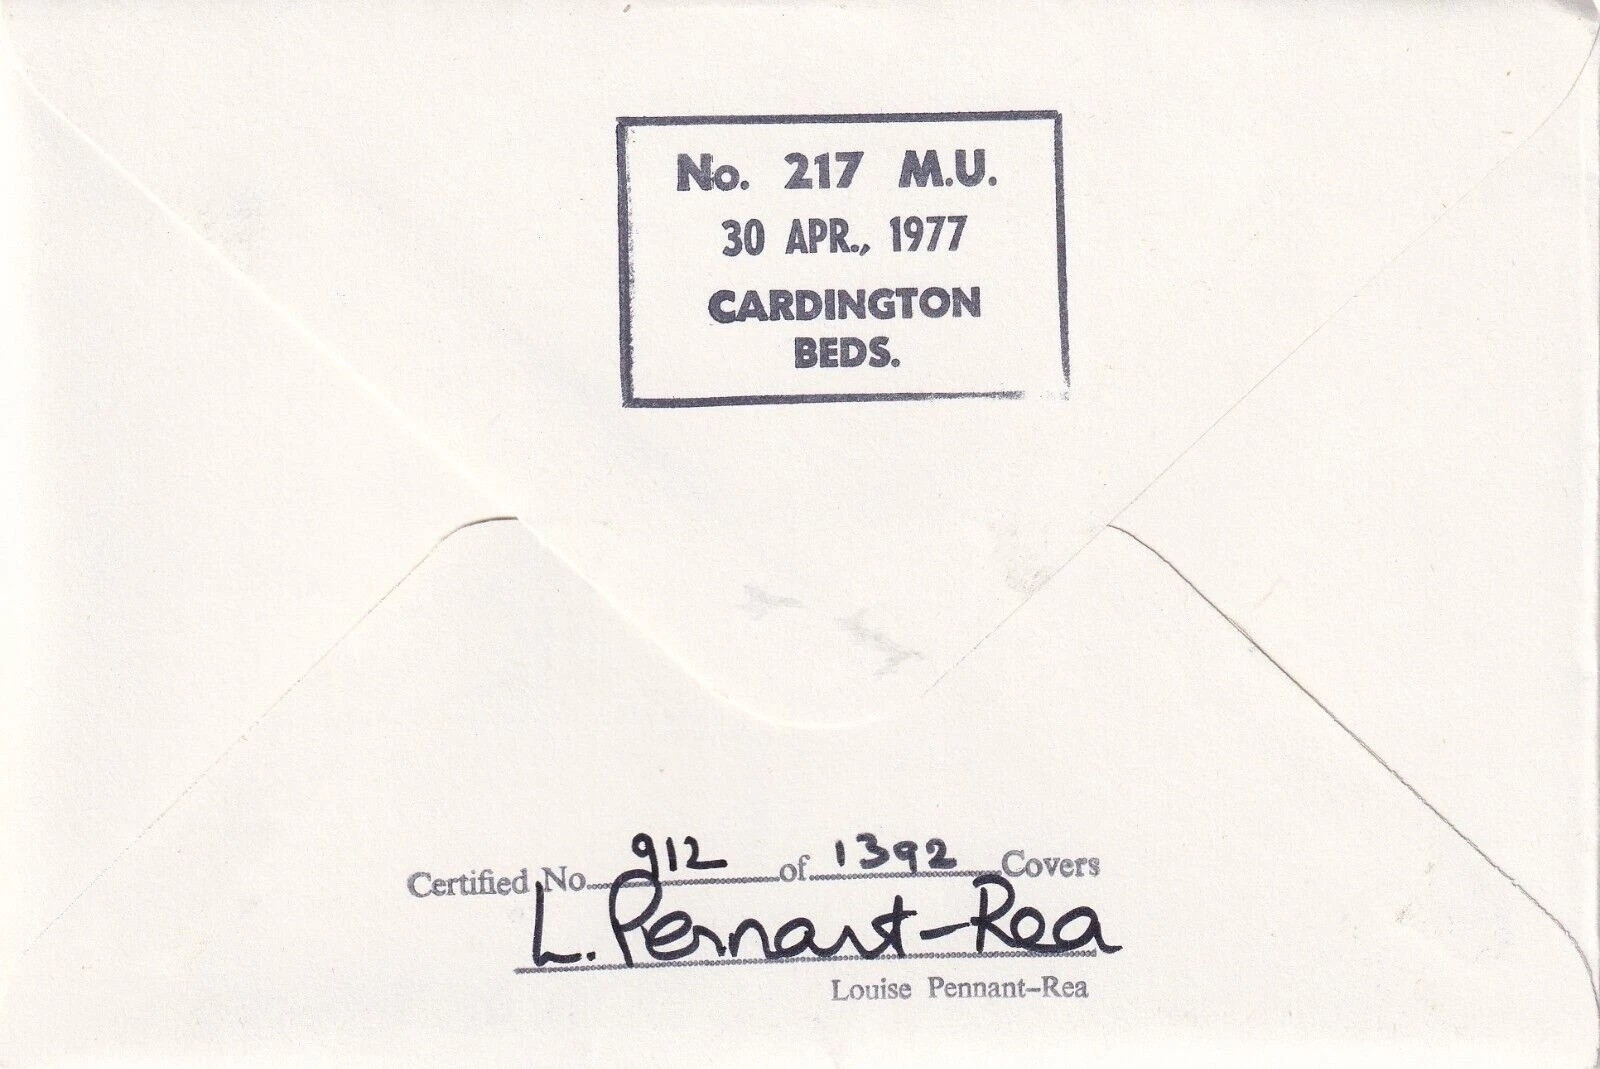 No. 217 M.U.
30 APR., 1977
CARDINGTON
BEDS.
Certified No. 912 of 1392 Covers
L. Pennant-Rea
Louise Pennant-Rea